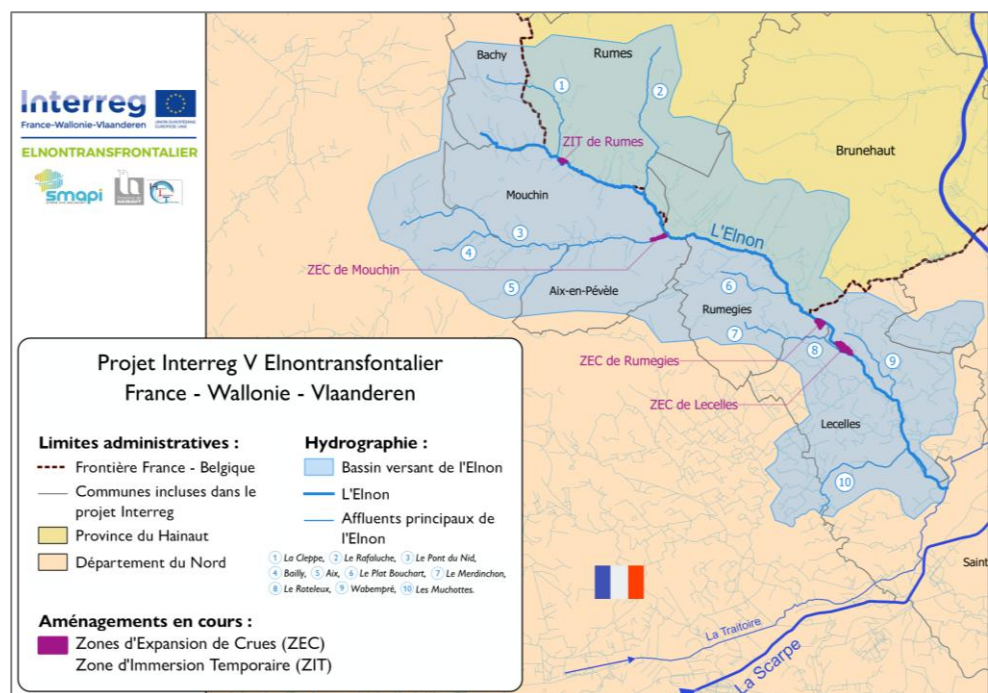 Interreg
France-Wallonie-Vlaanderen
UNION EUROPÉENNE
EUROPESE UNIE
ELNONTRANSFRONTALIER
smapi
HAINAUT
Bachy
Rumes
1
2
ZIT de Rumes
Brunehaut
Mouchin
L'Elnon
3
4
ZEC de Mouchin
5
Aix-en-Pévèle
6
Rumegies
7
8
9
ZEC de Rumegies
ZEC de Lecelles
Lecelles
10
Saint
La Traitoire
La Scarpe
Projet Interreg V Elnontransfontalier
France - Wallonie - Vlaanderen
Limites administratives :
Frontière France - Belgique
Communes incluses dans le
projet Interreg
Province du Hainaut
Département du Nord
Hydrographie :
Bassin versant de l'Elnon
L'Elnon
Affluents principaux de
l'Elnon
1 La Cleppe, 2 Le Rafaluche, 3 Le Pont du Nid,
4 Bailly, 5 Aix, 6 Le Plat Bouchart, 7 Le Merdinchon,
8 Le Roteleux, 9 Wabempré, 10 Les Muchottes.
Aménagements en cours :
Zones d'Expansion de Crues (ZEC)
Zone d'Immersion Temporaire (ZIT)